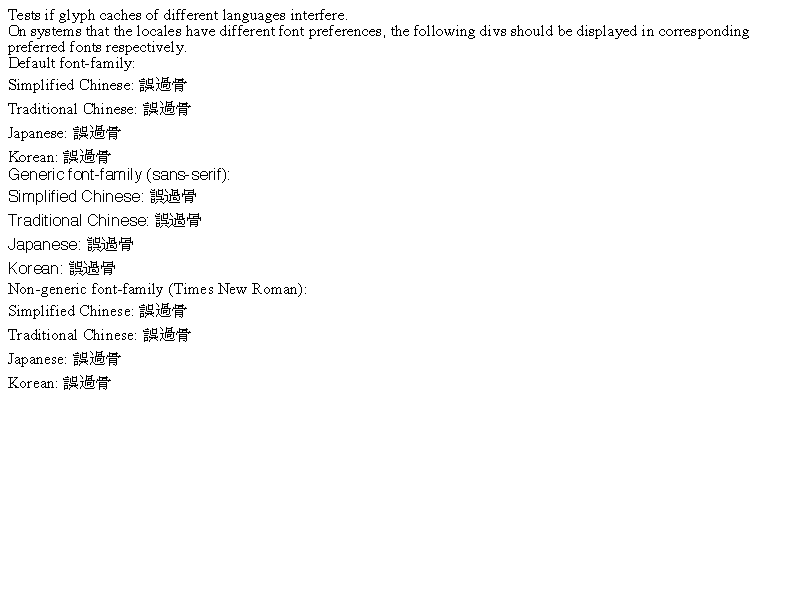 Tests if glyph caches of different languages interfere.
On systems that the locales have different font preferences, the following divs should be displayed in corresponding
preferred fonts respectively.
Default font-family:
Simplified Chinese: 誤過骨
Traditional Chinese: 誤過骨
Japanese: 誤過骨
Korean: 誤過骨
Generic font-family (sans-serif):
Simplified Chinese: 誤過骨
Traditional Chinese: 誤過骨
Japanese: 誤過骨
Korean: 誤過骨
Non-generic font-family (Times New Roman):
Simplified Chinese: 誤過骨
Traditional Chinese: 誤過骨
Japanese: 誤過骨
Korean: 誤過骨